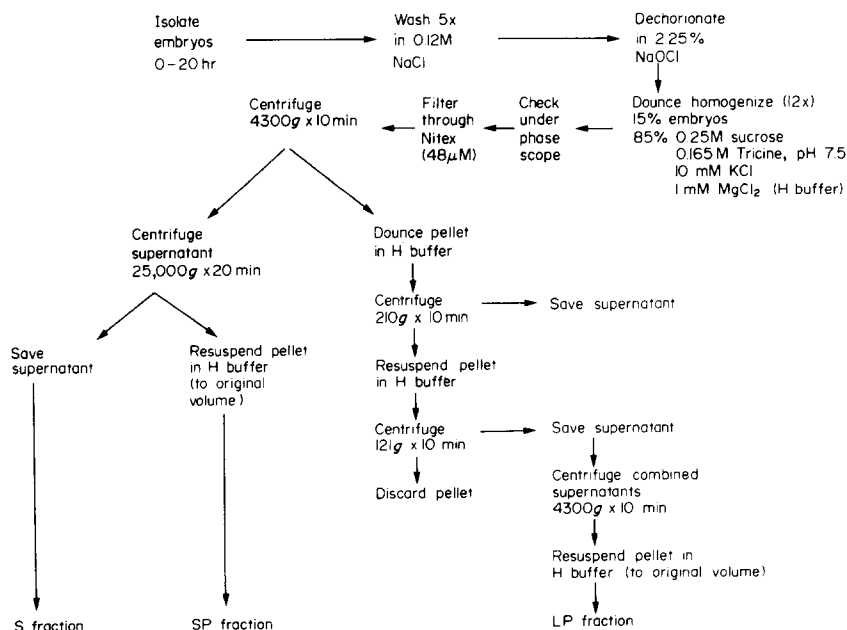 Isolate
embryos
0-20 hr
Wash 5x
in 0.12M
NaCl
Dechorionate
in 2.25%
NaOCl
Dounce homogenize (12x)
15% embryos
85% 0.25M sucrose
0.165M Tricine, pH 7.5
10 mM KCl
1 mM MgCl₂ (H buffer)
Check
under
phase
scope
Filter
through
Nitex
(48μM)
Centrifuge
4300g x 10 min
Centrifuge
supernatant
25,000g x 20 min
Save
supernatant
S fraction
Resuspend pellet
in H buffer
(to original
volume)
SP fraction
Dounce pellet
in H buffer
Centrifuge
210g x 10 min
Save supernatant
Resuspend pellet
in H buffer
Centrifuge
121g x 10 min
Save supernatant
Discard pellet
Centrifuge combined
supernatants
4300g x 10 min
Resuspend pellet in
H buffer (to original volume)
LP fraction